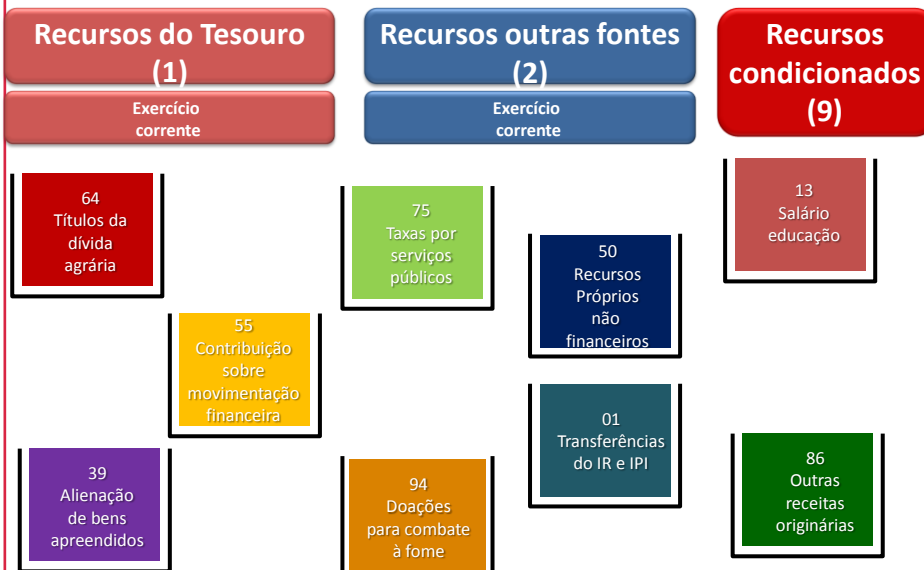 Recursos do Tesouro
(1)
Exercício
corrente
Recursos outras fontes
(2)
Exercício
corrente
Recursos
condicionados
(9)
64
Títulos da
dívida
agrária
55
Contribuição
sobre
movimentação
financeira
39
Alienação
de bens
apreendidos
75
Taxas por
serviços
públicos
50
Recursos
Próprios
não
financeiros
01
Transferências
do IR e IPI
94
Doações
para combate
à fome
13
Salário
educação
86
Outras
receitas
originárias